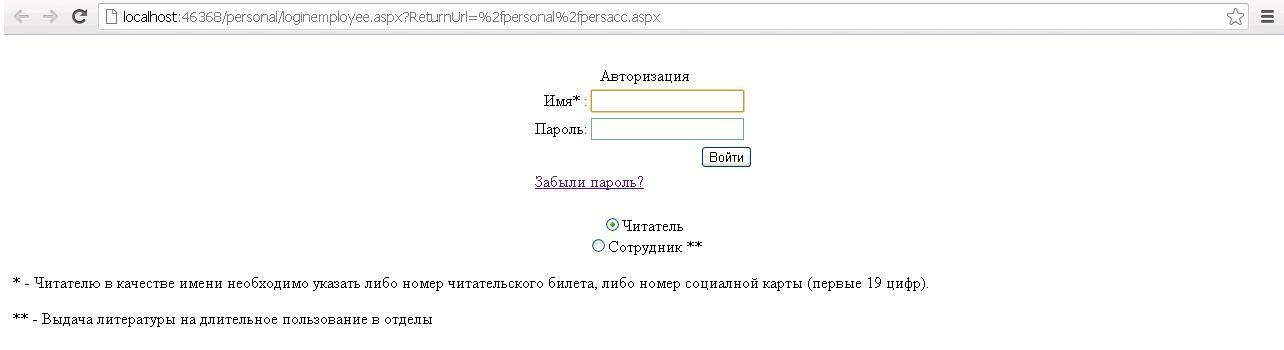 localhost:46368/personal/loginemployee.aspx?ReturnUrl=%2fpersonal%2fpersacc.aspx
Авторизация
Имя* :
Пароль:
Войти
Забыли пароль?
Читатель
Сотрудник **
* - Читателю в качестве имени необходимо указать либо номер читательского билета, либо номер социалной карты (первые 19 цифр).
** - Выдача литературы на длительное пользование в отделы